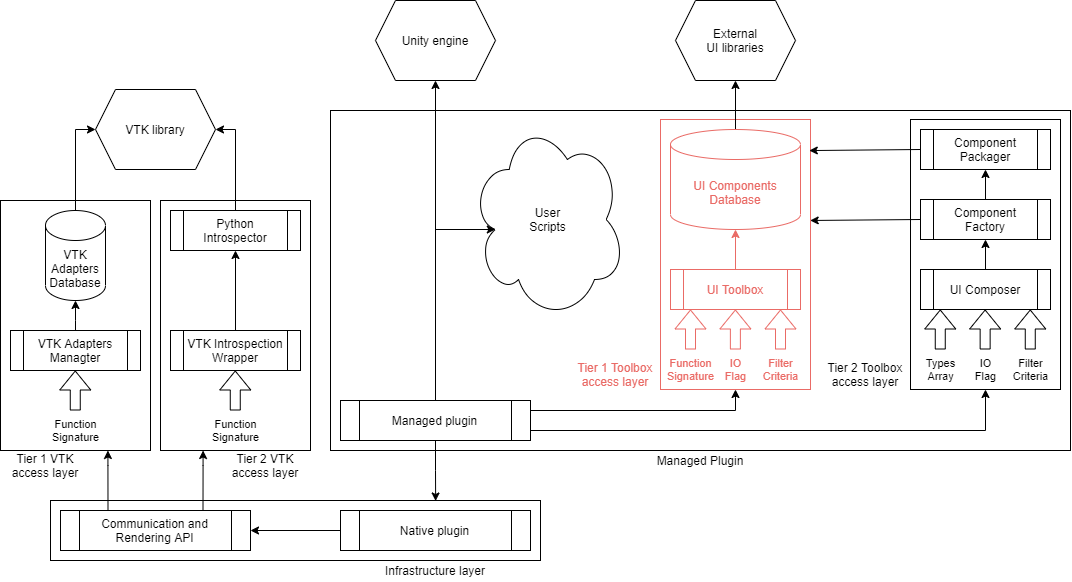 Unity engine
External
UI libraries
VTK library
Component
Packager
UI Components
Database
User
Scripts
Python
Introspector
Component
Factory
VTK
Adapters
Database
UI Toolbox
UI Composer
VTK Adapters
Managter
VTK Introspection
Wrapper
Function
Signature
IO
Flag
Filter
Criteria
Types
Array
IO
Flag
Filter
Criteria
Tier 1 Toolbox
access layer
Tier 2 Toolbox
access layer
Function
Signature
Function
Signature
Managed plugin
Tier 1 VTK
access layer
Tier 2 VTK
access layer
Managed Plugin
Communication and
Rendering API
Native plugin
Infrastructure layer